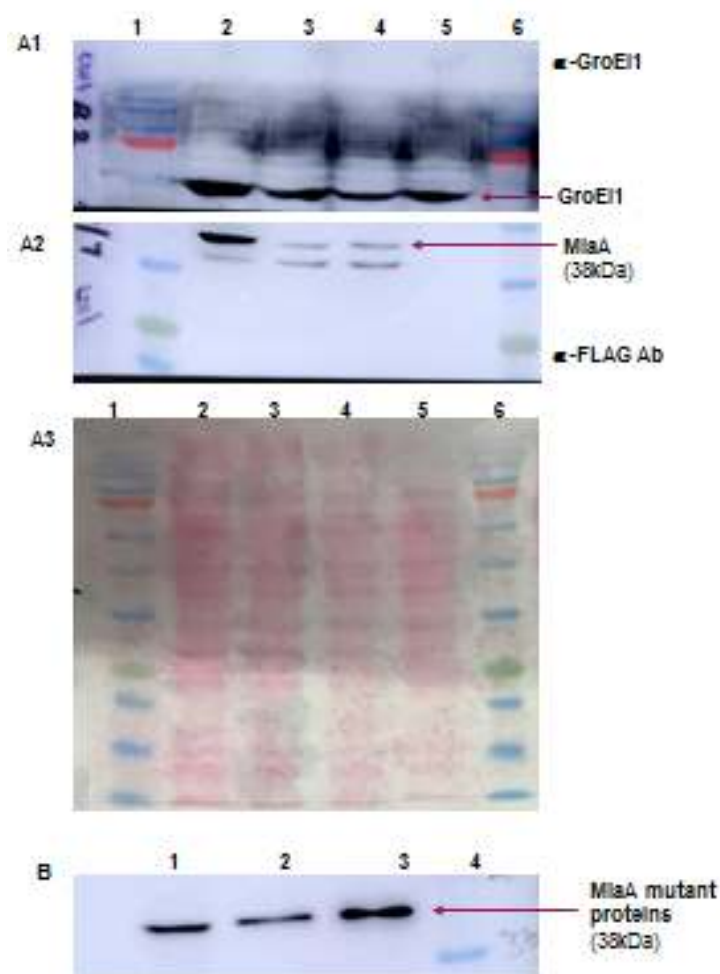 1 2 3 4 5 6
A1
-GroEl1
GroEl1
A2
MlaA
(38kDa)
-FLAG Ab
1 2 3 4 5 6
A3
1 2 3 4
B
MlaA mutant
proteins
(38kDa)